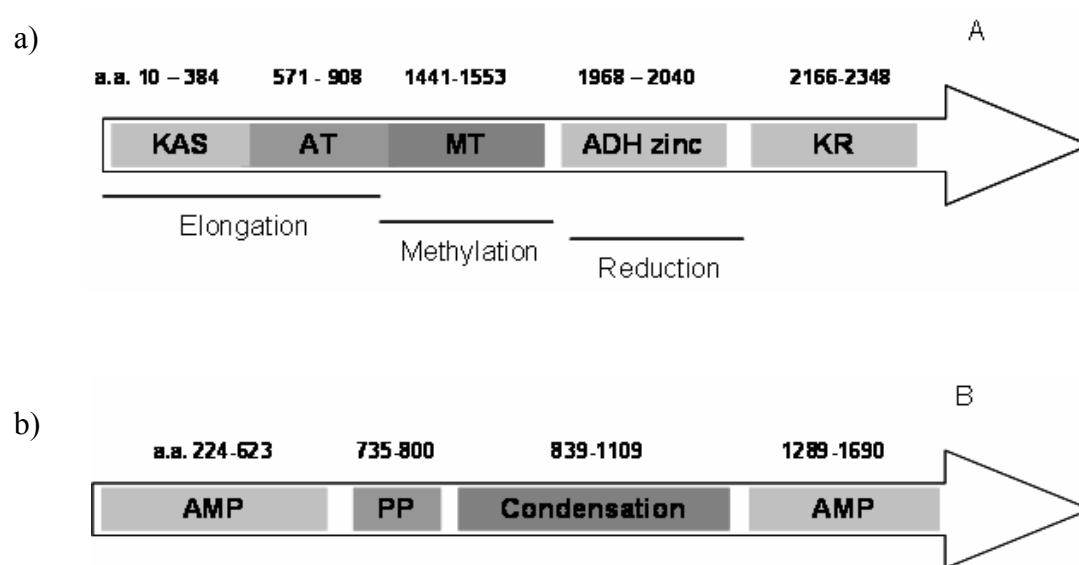 a)
A
a.a. 10 – 384 571 - 908 1441-1553 1968 – 2040 2166-2348
KAS AT MT ADH zinc KR
Elongation
Methylation
Reduction
B
b)
a.a. 224-623 735-800 839-1109 1289-1690
AMP PP Condensation AMP